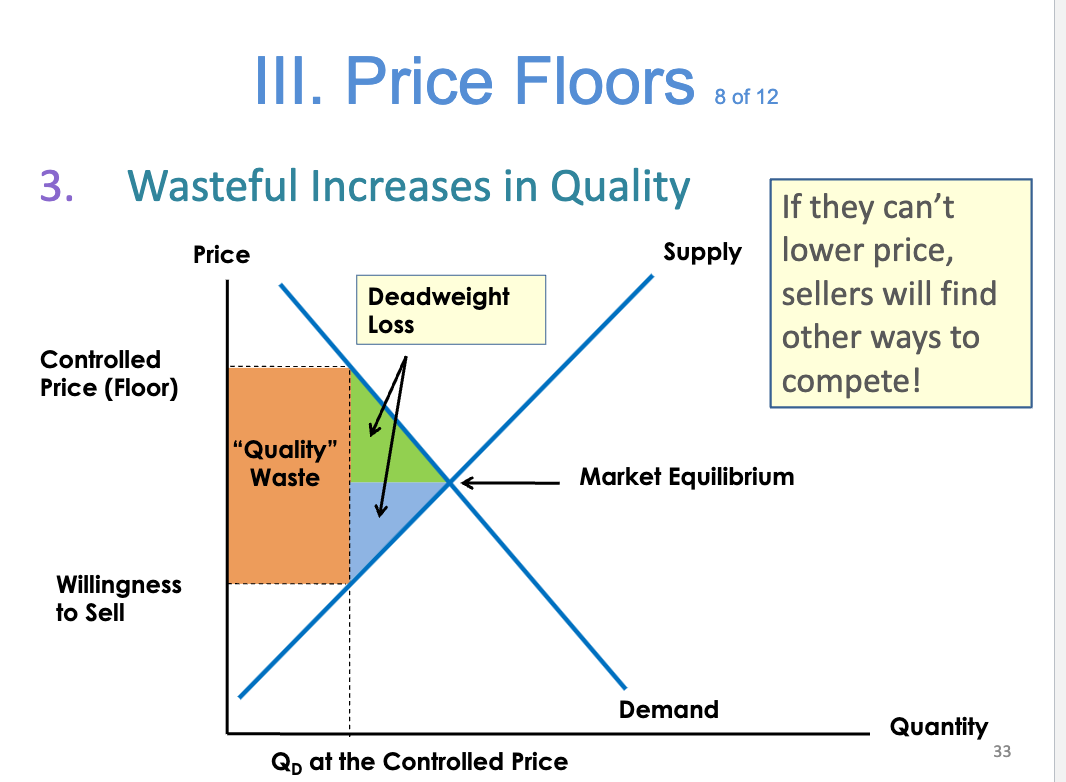 III. Price Floors 8 of 12
3. Wasteful Increases in Quality
If they can’t
lower price,
sellers will find
other ways to
compete!
Price
Supply
Deadweight
Loss
Controlled
Price (Floor)
“Quality”
Waste
Market Equilibrium
Willingness
to Sell
Demand
Quantity
33
QD at the Controlled Price